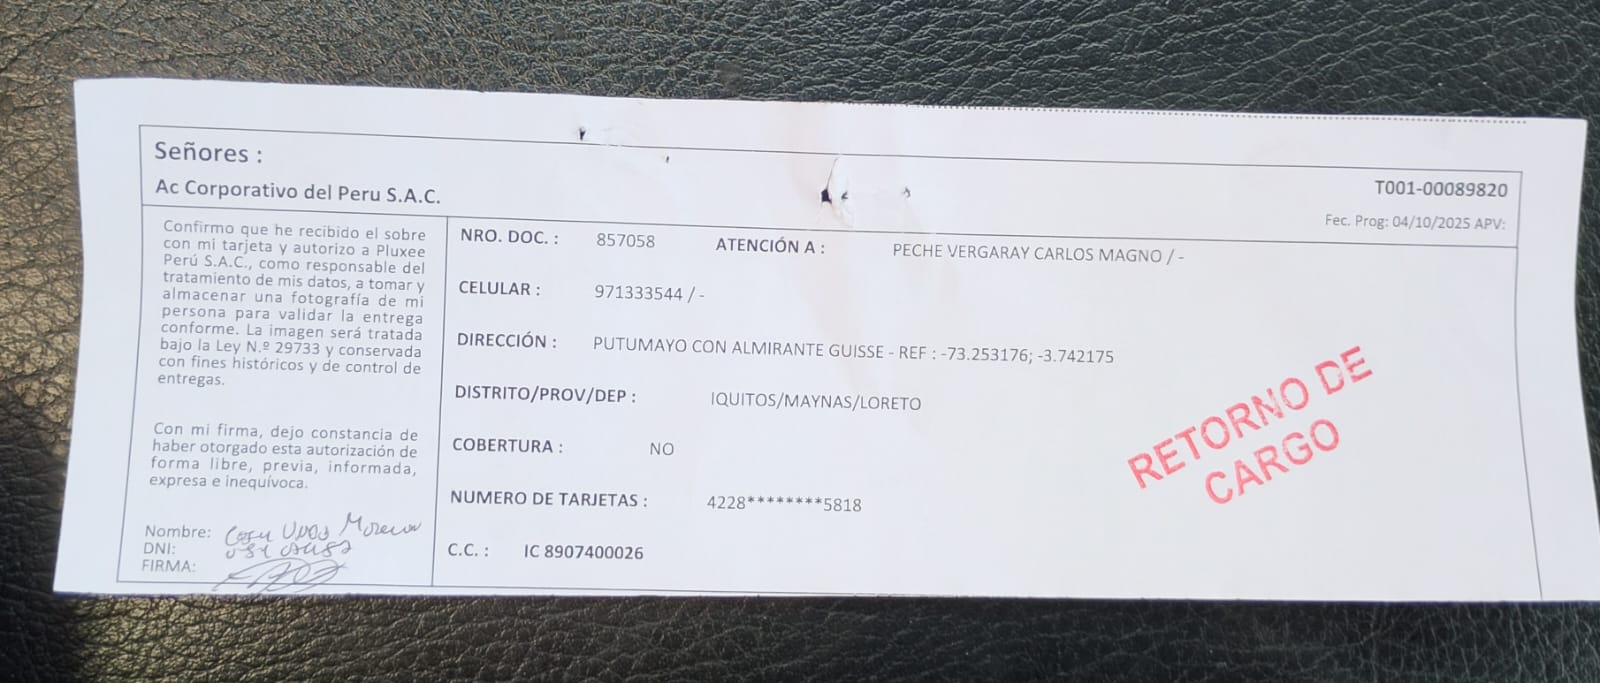 Señores :
Ac Corporativo del Peru S.A.C.
T001-00089820
Fec. Prog: 04/10/2025 APV:
Confirmo que he recibido el sobre
con mi tarjeta y autorizo a Pluxee
Perú S.A.C., como responsable del
tratamiento de mis datos, a tomar y
almacenar una fotografía de mi
persona para validar la entrega
conforme. La imagen será tratada
bajo la Ley N.º 29733 y conservada
con fines históricos y de control de
entregas.
Con mi firma, dejo constancia de
haber otorgado esta autorización de
forma libre, previa, informada,
expresa e inequívoca.
Nombre: Moreno
DNI:
FIRMA:
NRO. DOC. : 857058 ATENCIÓN A : PECHE VERGARAY CARLOS MAGNO / -
CELULAR : 971333544 / -
DIRECCIÓN : PUTUMAYO CON ALMIRANTE GUISSE - REF : -73.253176; -3.742175
DISTRITO/PROV/DEP : IQUITOS/MAYNAS/LORETO
COBERTURA : NO
NUMERO DE TARJETAS : 4228********5818
C.C. : IC 8907400026
RETORNO DE
CARGO